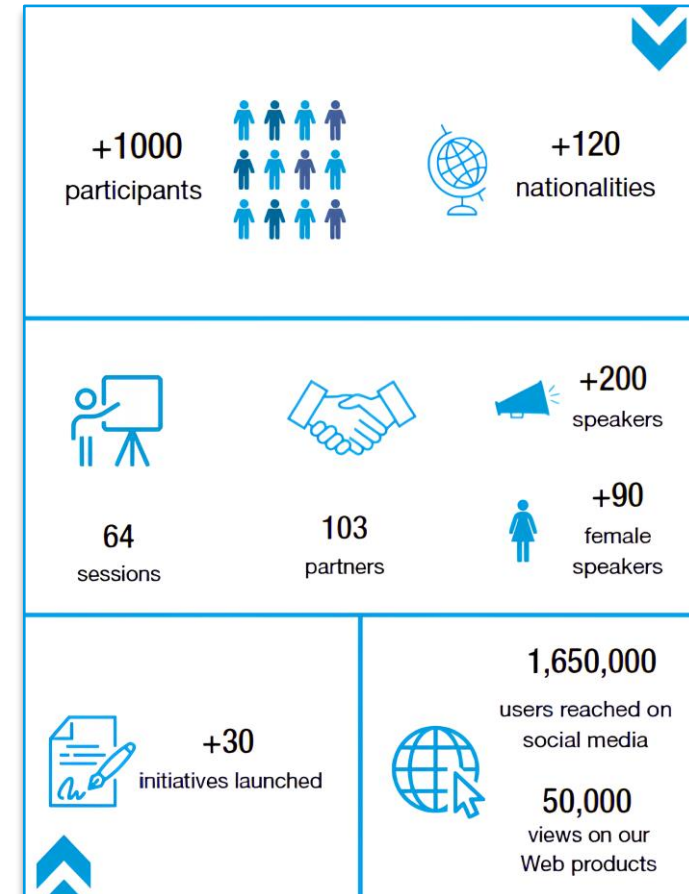 +1000
participants
+120
nationalities
64
sessions
103
partners
+200
speakers
+90
female
speakers
+30
initiatives launched
1,650,000
users reached on
social media
50,000
views on our
Web products